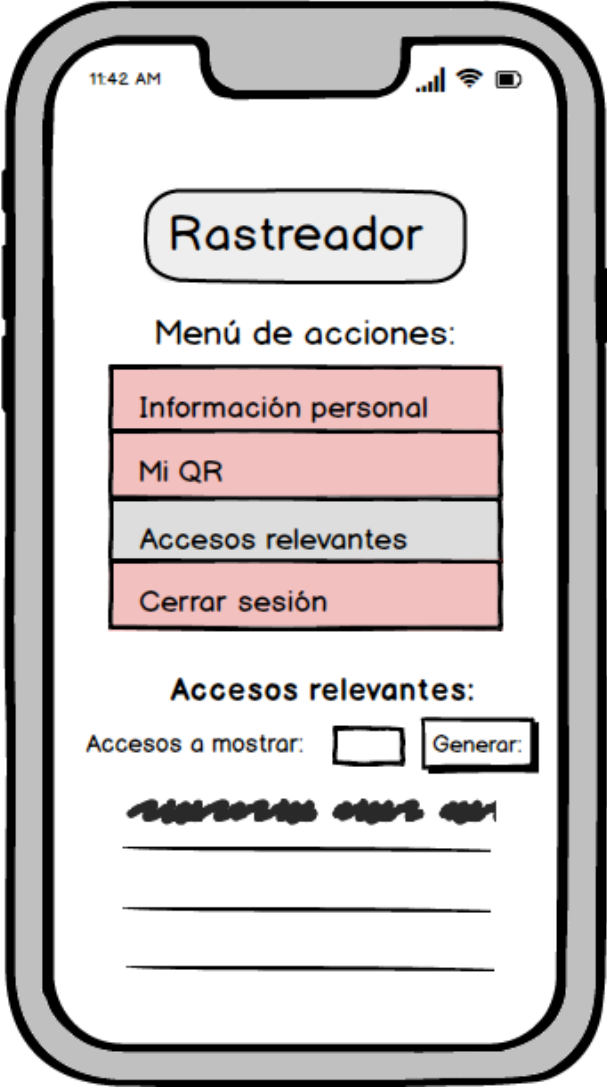 11:42 AM
Rastreador
Menú de acciones:
Información personal
Mi QR
Accesos relevantes
Cerrar sesión
Accesos relevantes:
Accesos a mostrar:
Generar: